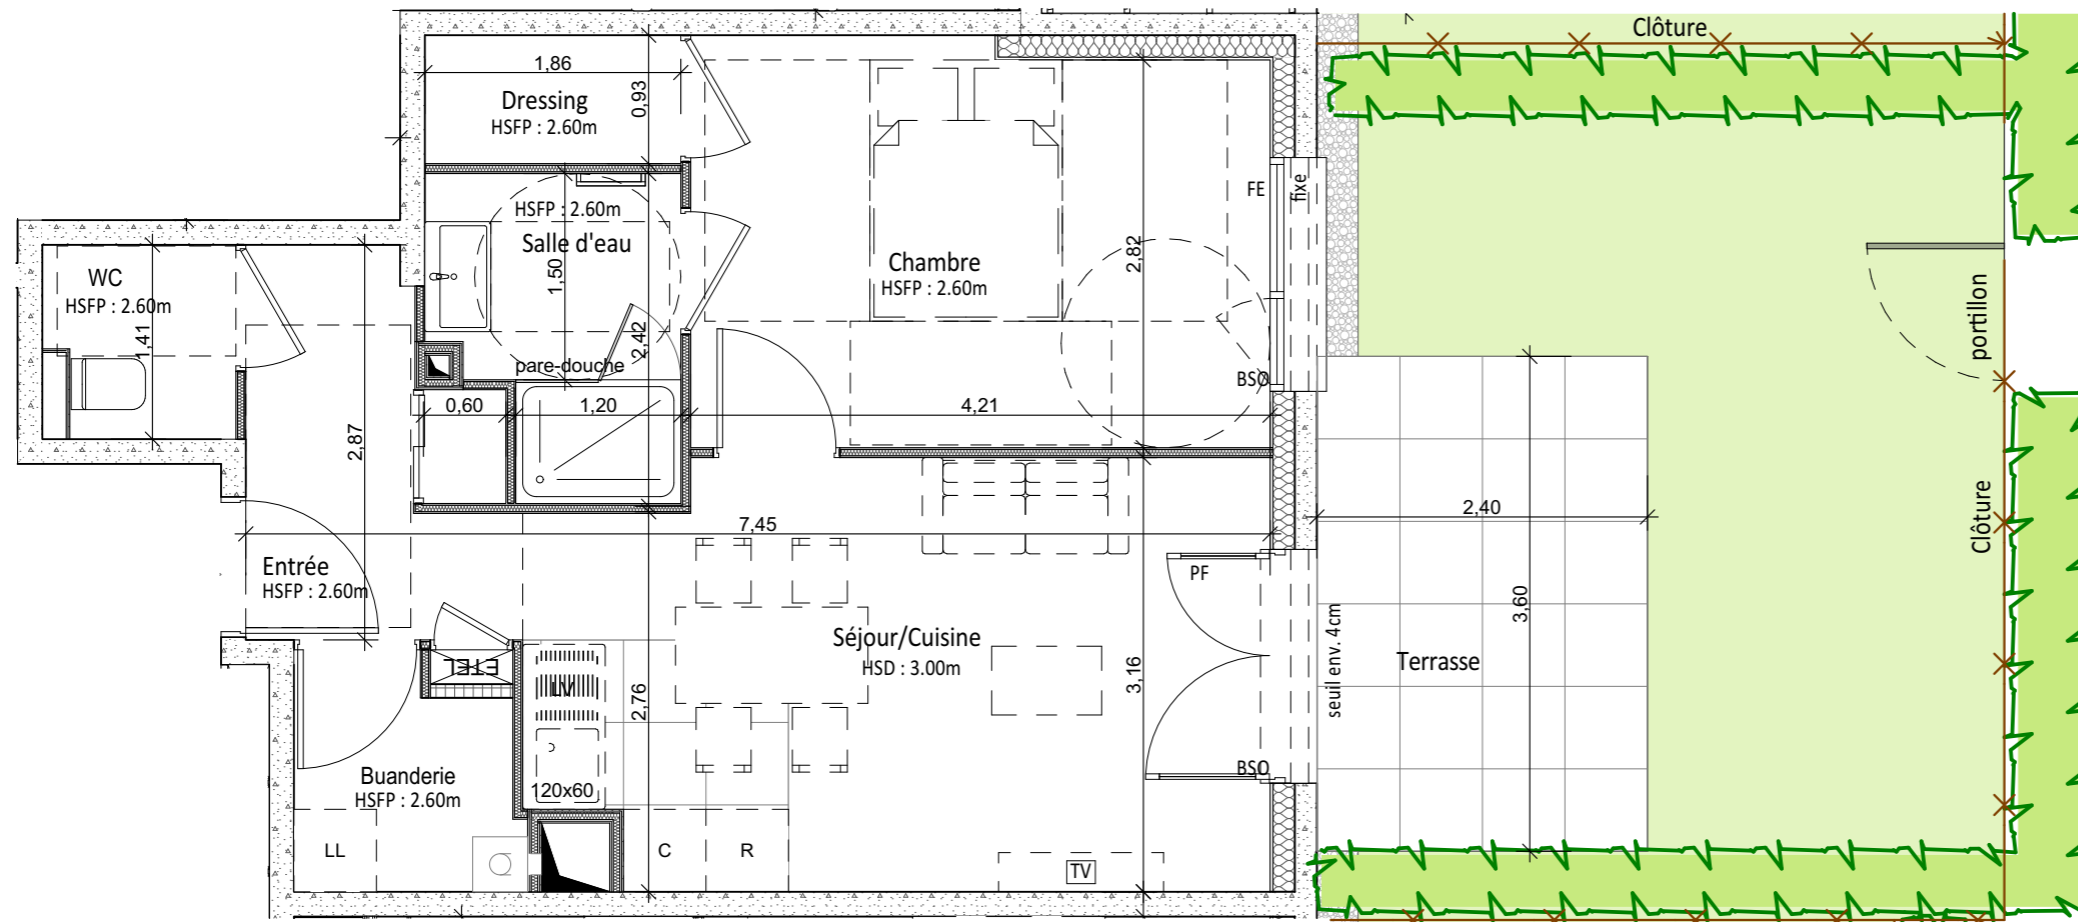 Clôture
1,86
Dressing
HSFP : 2.60m
0,93
HSFP : 2.60m
Salle d'eau
1,50
2,42
pare-douche
FE
fixe
Chambre
HSFP : 2.60m
2,82
BSO
WC
HSFP : 2.60m
1,41
portillon
0,60
1,20
4,21
2,87
7,45
2,40
Clôture
Entrée
HSFP : 2.60m
PF
3,60
Séjour/Cuisine
HSD : 3.00m
seuil env. 4cm
Terrasse
ETEL
LV
2,76
3,16
Buanderie
HSFP : 2.60m
120x60
BSO
LL
C
R
TV